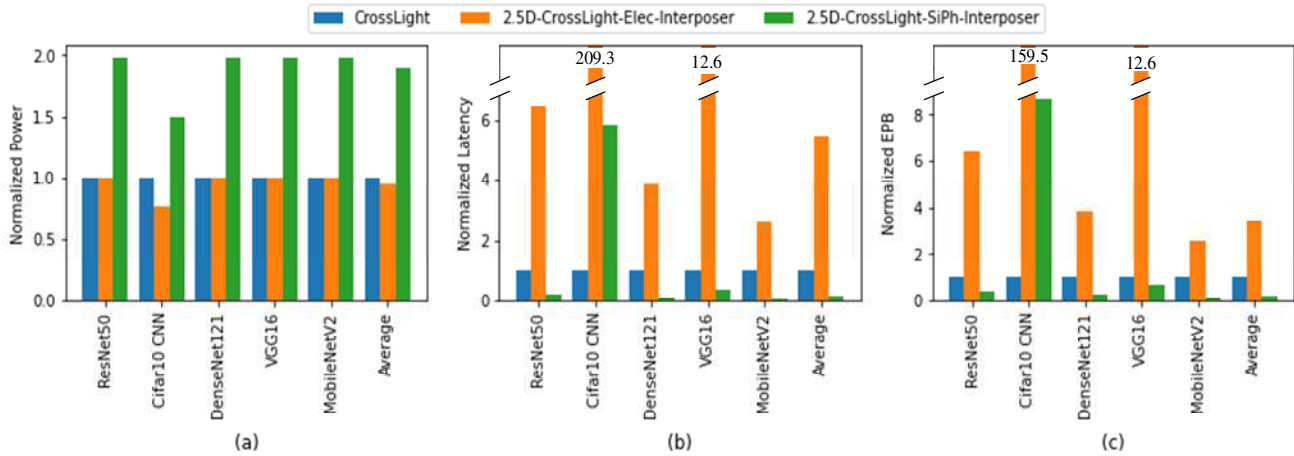 CrossLight 2.5D-CrossLight-Elec-Interposer 2.5D-CrossLight-SiPh-Interposer
Normalized Power
2.0
1.5
1.0
0.5
0.0
ResNet50
Cifar10 CNN
DenseNet121
VGG16
MobileNetV2
Average
(a)
Normalized Latency
209.3
12.6
6
4
2
0
ResNet50
Cifar10 CNN
DenseNet121
VGG16
MobileNetV2
Average
(b)
Normalized EPB
159.5
12.6
8
6
4
2
0
ResNet50
Cifar10 CNN
DenseNet121
VGG16
MobileNetV2
Average
(c)